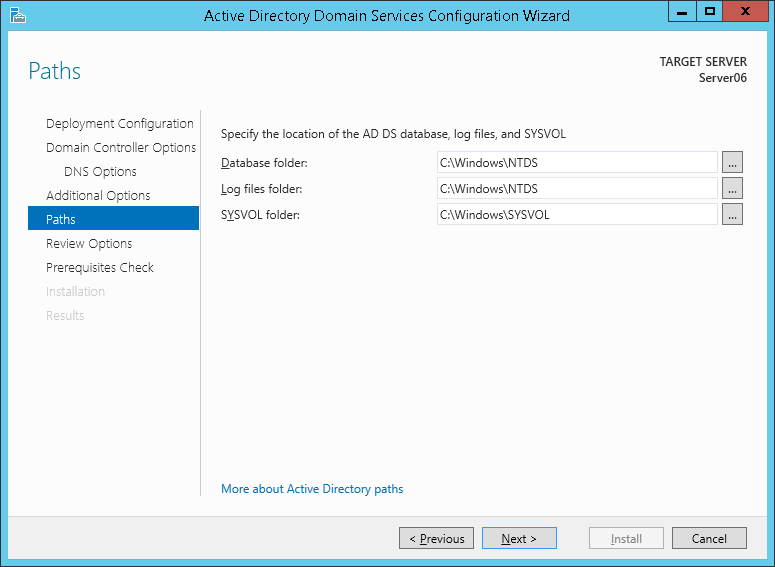 Active Directory Domain Services Configuration Wizard
Paths
TARGET SERVER
Server06
Deployment Configuration
Domain Controller Options
DNS Options
Additional Options
Paths
Review Options
Prerequisites Check
Installation
Results
Specify the location of the AD DS database, log files, and SYSVOL
Database folder: C:\Windows\NTDS ...
Log files folder: C:\Windows\NTDS ...
SYSVOL folder: C:\Windows\SYSVOL ...
More about Active Directory paths
< Previous Next > Install Cancel